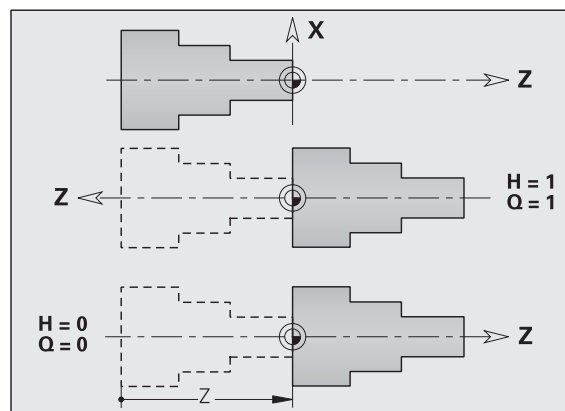 X
Z
Z
H = 1
Q = 1
H = 0
Q = 0
Z
Z